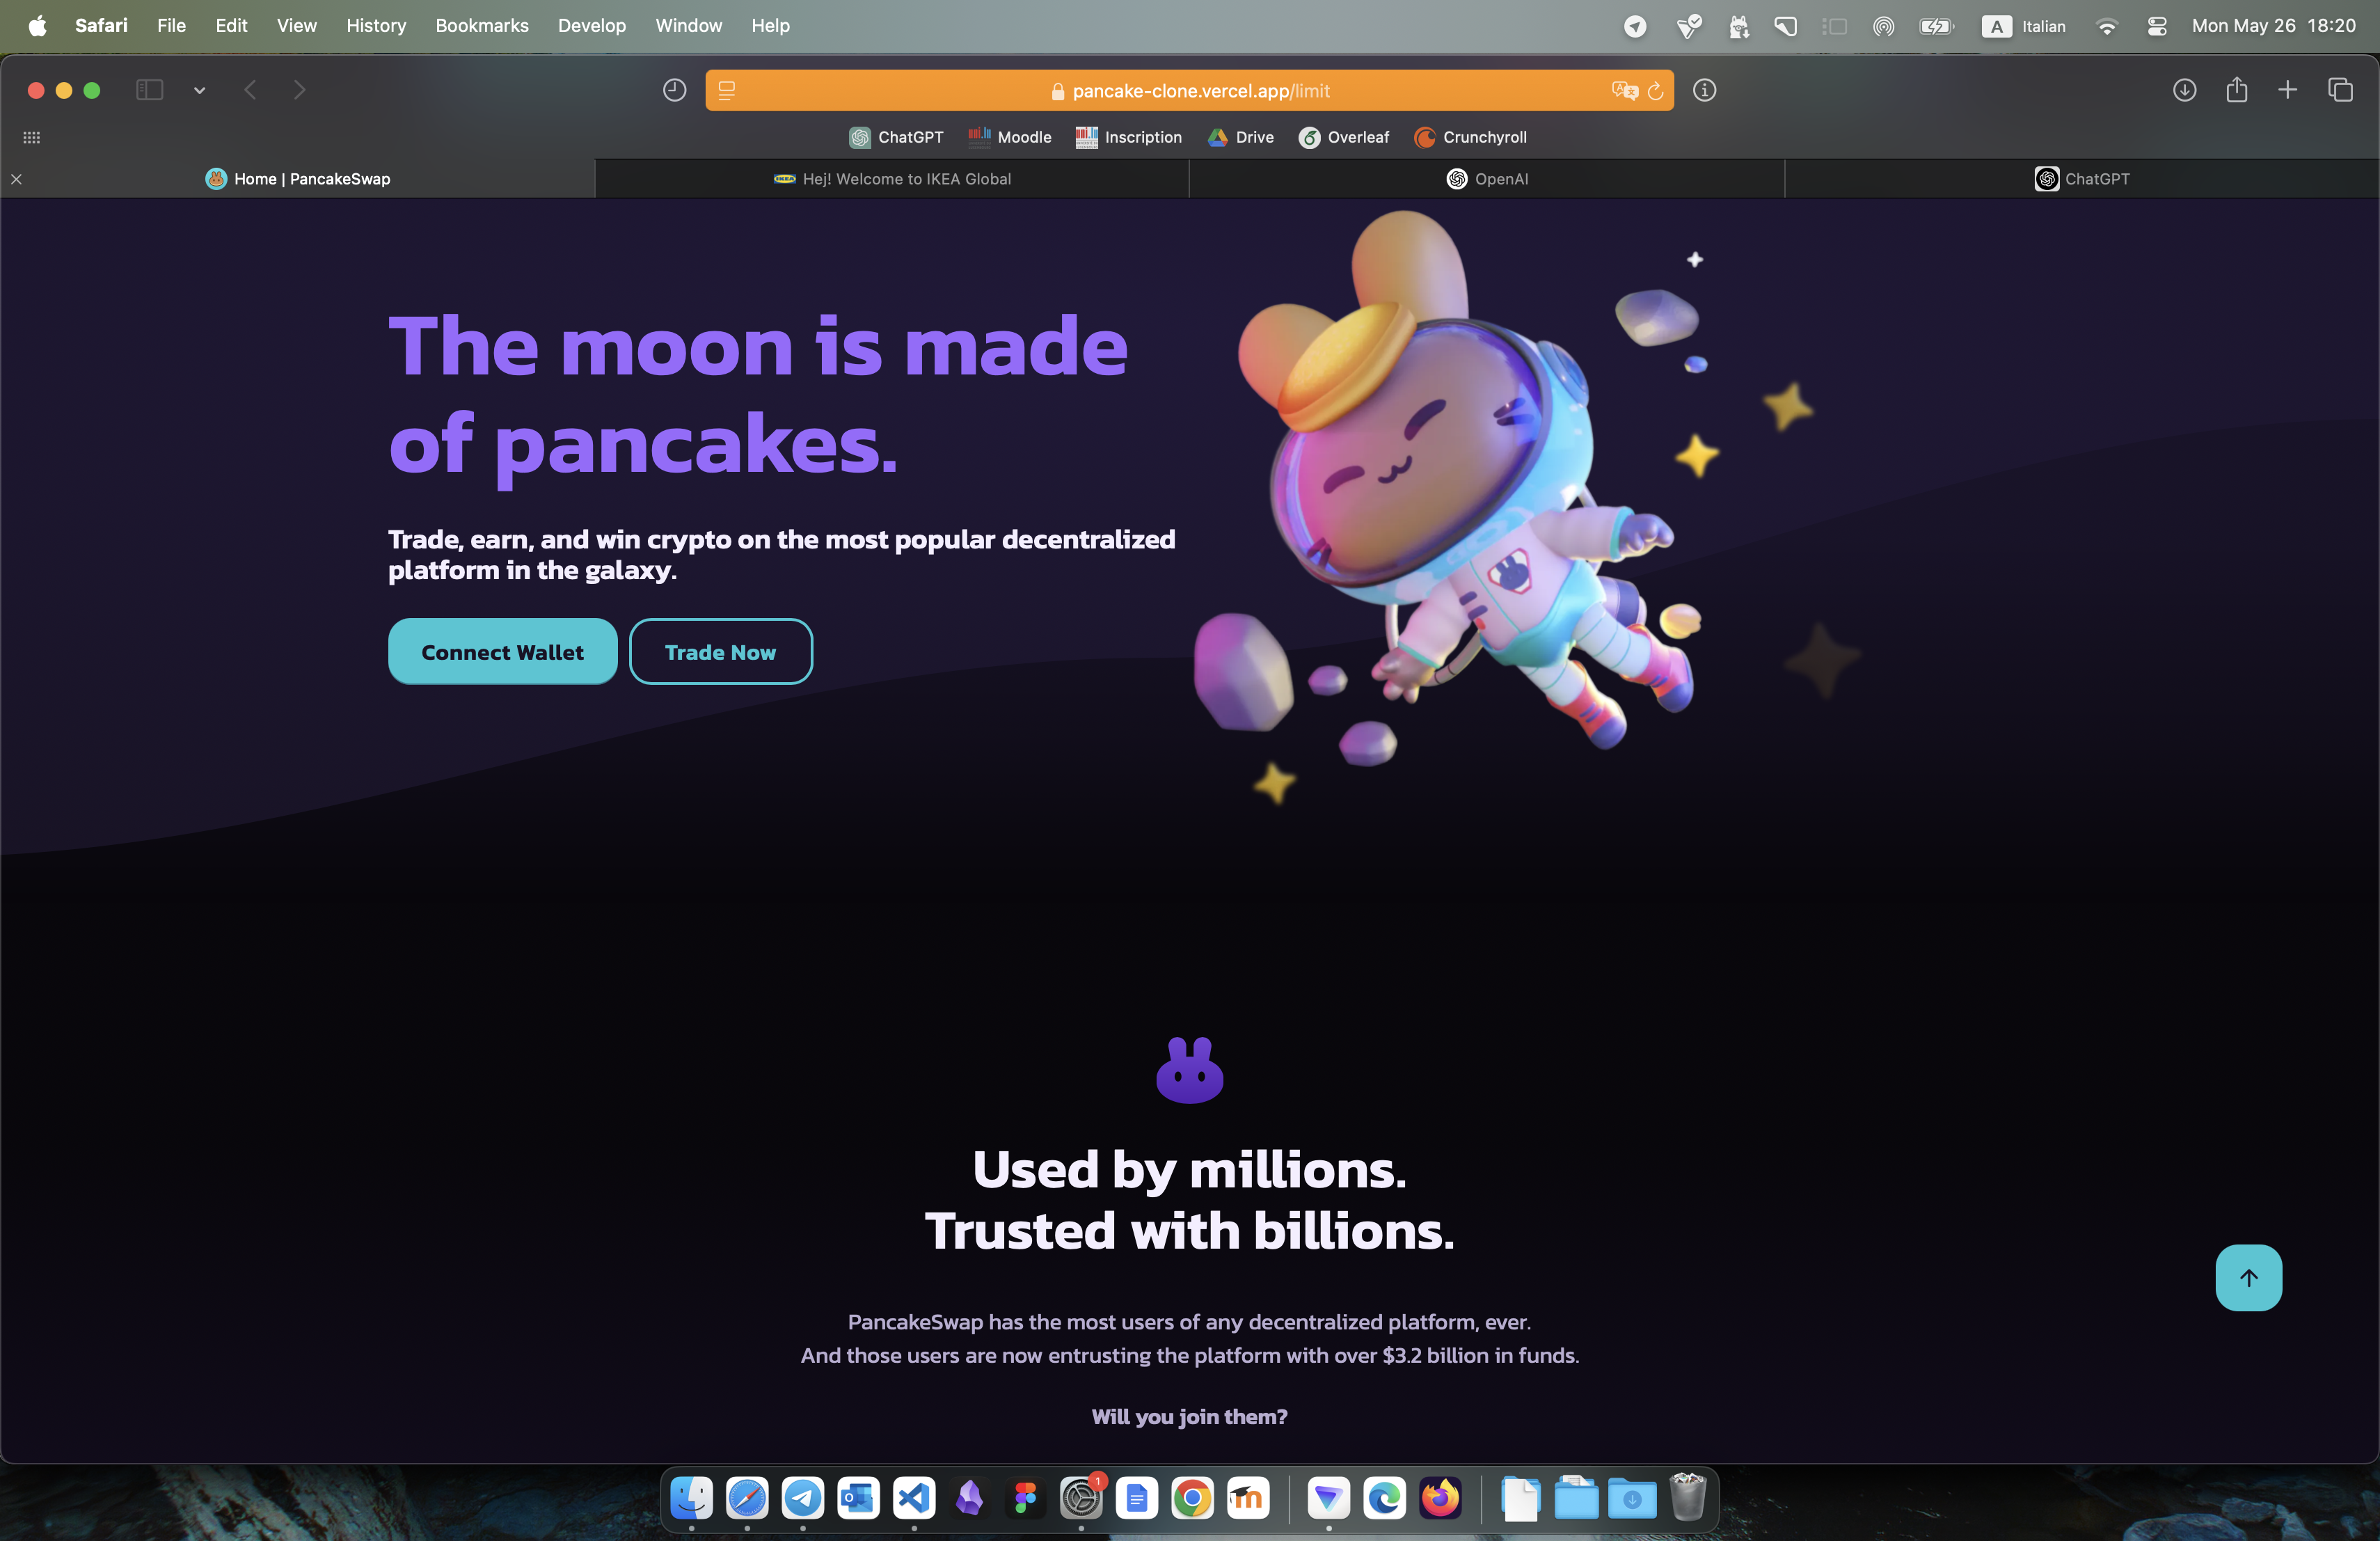 Safari File Edit View History Bookmarks Develop Window Help A Italian Mon May 26 18:20
pancake-clone.vercel.app/limit
ChatGPT Moodle Inscription Drive Overleaf Crunchyroll
Home | PancakeSwap IKEA Hej! Welcome to IKEA Global OpenAI ChatGPT
The moon is made
of pancakes.
Trade, earn, and win crypto on the most popular decentralized
platform in the galaxy.
Connect Wallet Trade Now
Used by millions.
Trusted with billions.
PancakeSwap has the most users of any decentralized platform, ever.
And those users are now entrusting the platform with over $3.2 billion in funds.
Will you join them?
1